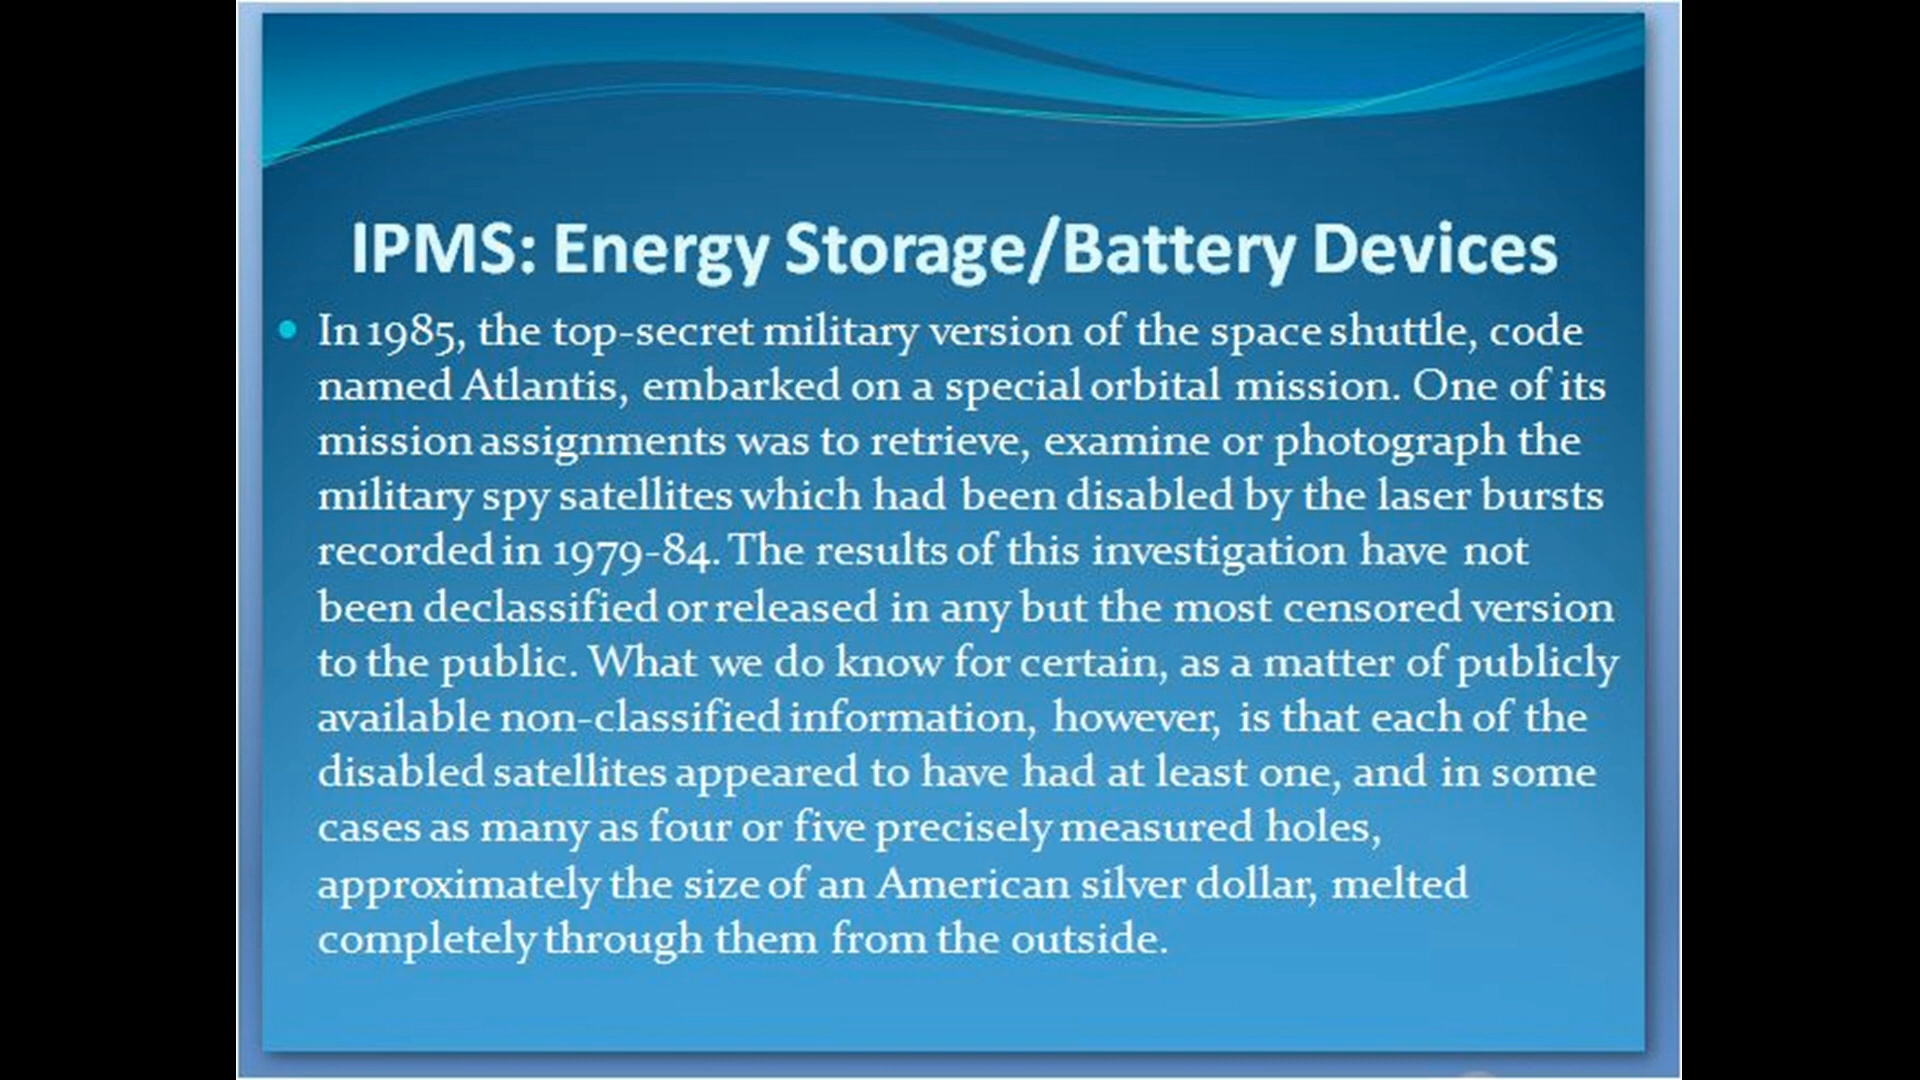 IPMS: Energy Storage/Battery Devices
In 1985, the top-secret military version of the space shuttle, code
named Atlantis, embarked on a special orbital mission. One of its
mission assignments was to retrieve, examine or photograph the
military spy satellites which had been disabled by the laser bursts
recorded in 1979-84. The results of this investigation have not
been declassified or released in any but the most censored version
to the public. What we do know for certain, as a matter of publicly
available non-classified information, however, is that each of the
disabled satellites appeared to have had at least one, and in some
cases as many as four or five precisely measured holes,
approximately the size of an American silver dollar, melted
completely through them from the outside.